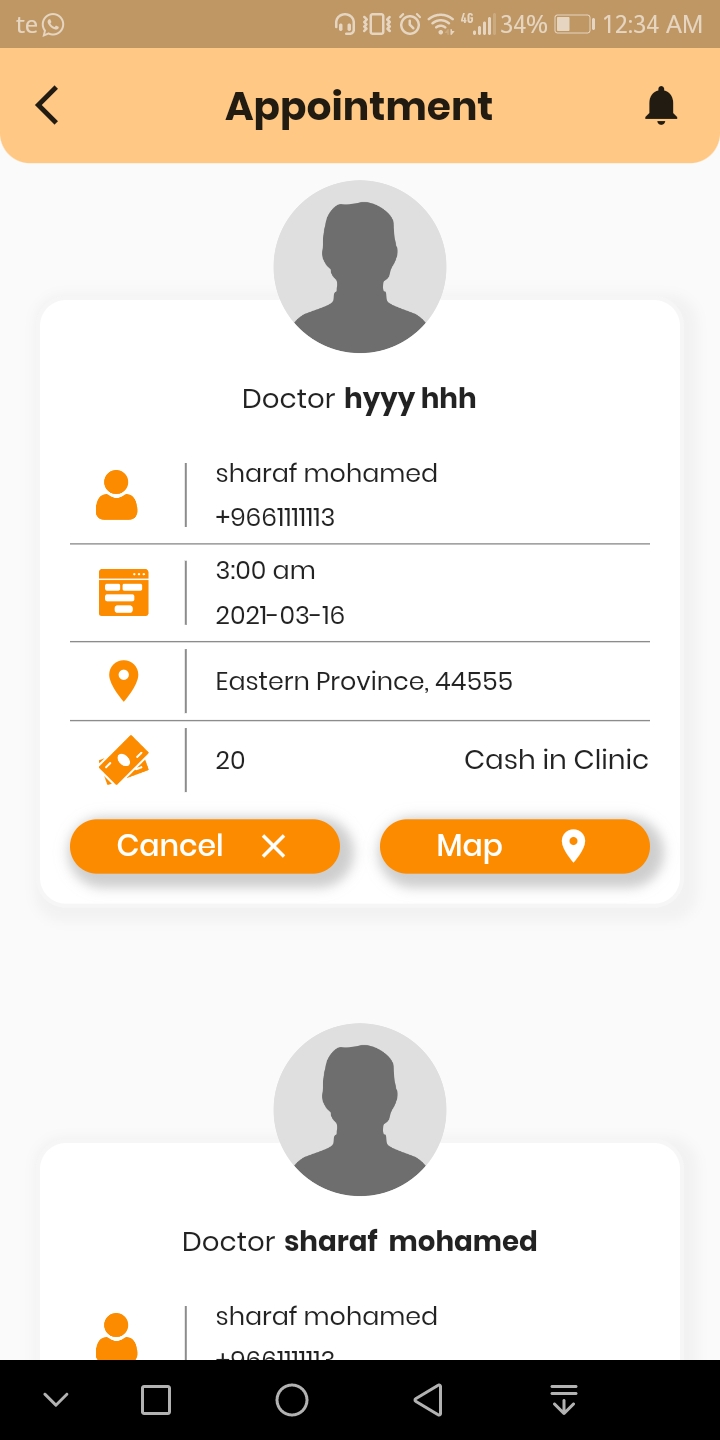 te 4G 34% 12:34 AM
Appointment
Doctor hyyy hhh
sharaf mohamed
+9661111113
3:00 am
2021-03-16
Eastern Province, 44555
20 Cash in Clinic
Cancel Map
Doctor sharaf mohamed
sharaf mohamed
+9661111113